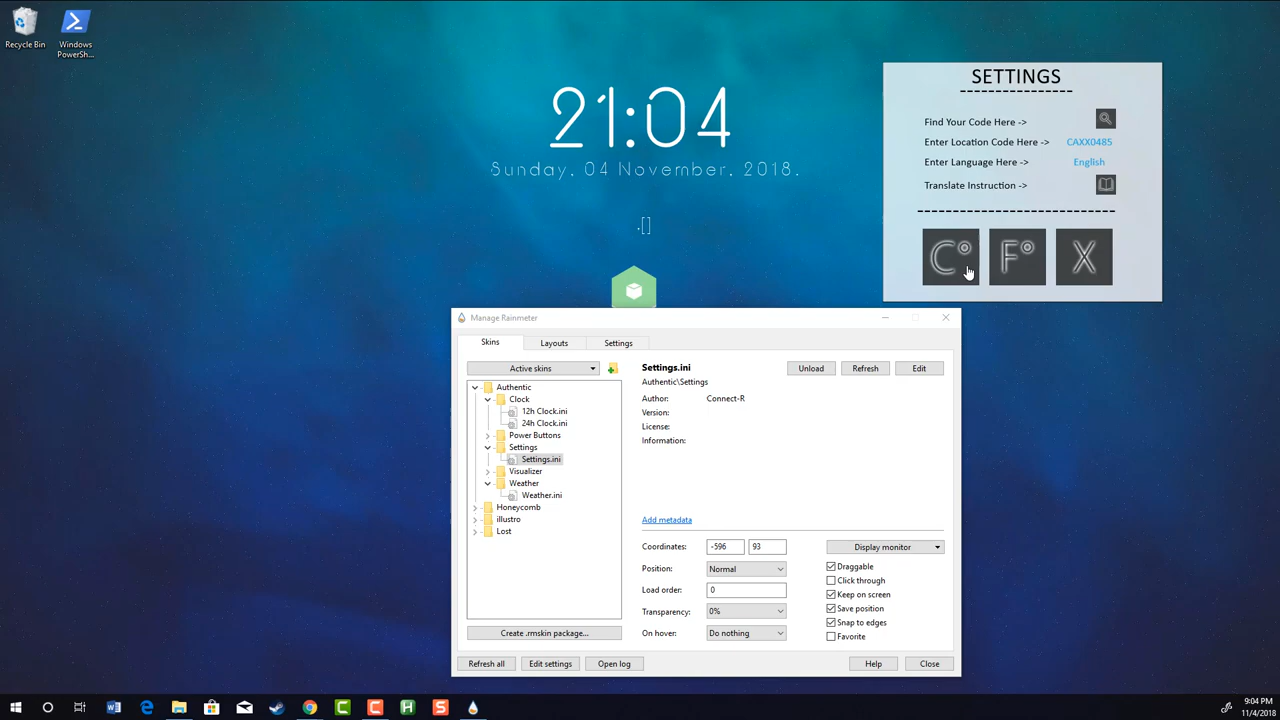 Recycle Bin
Windows
PowerSh...
21:04
Sunday, 04 November, 2018.
.[]
SETTINGS
Find Your Code Here ->
Enter Location Code Here -> CAXX0485
Enter Language Here -> English
Translate Instruction ->
C° F° X
Manage Rainmeter
Skins Layouts Settings
Active skins
Authentic
Clock
12h Clock.ini
24h Clock.ini
Power Buttons
Settings
Settings.ini
Visualizer
Weather
Weather.ini
Honeycomb
illustro
Lost
Create .rmskin package...
Settings.ini
Unload Refresh Edit
Authentic\Settings
Author: Connect-R
Version:
License:
Information:
Add metadata
Coordinates: -596 93
Display monitor
Position: Normal
Load order: 0
Transparency: 0%
On hover: Do nothing
Draggable
Click through
Keep on screen
Save position
Snap to edges
Favorite
Refresh all Edit settings Open log Help Close
9:04 PM
11/4/2018